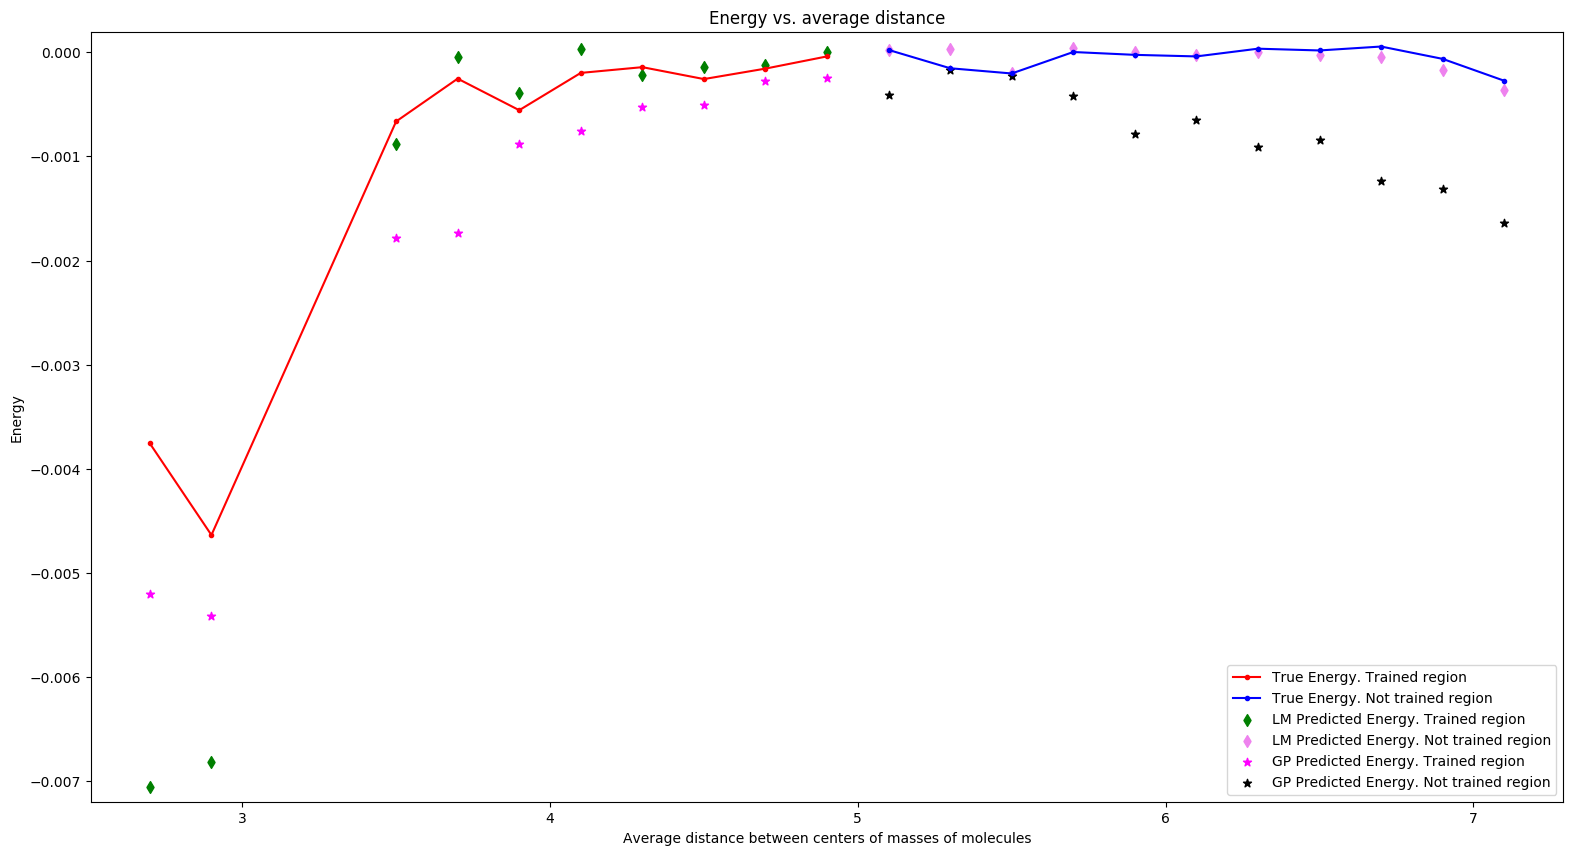 Energy vs. average distance
Energy
0.000
−0.001
−0.002
−0.003
−0.004
−0.005
−0.006
−0.007
True Energy. Trained region
True Energy. Not trained region
LM Predicted Energy. Trained region
LM Predicted Energy. Not trained region
GP Predicted Energy. Trained region
GP Predicted Energy. Not trained region
3 4 5 6 7
Average distance between centers of masses of molecules